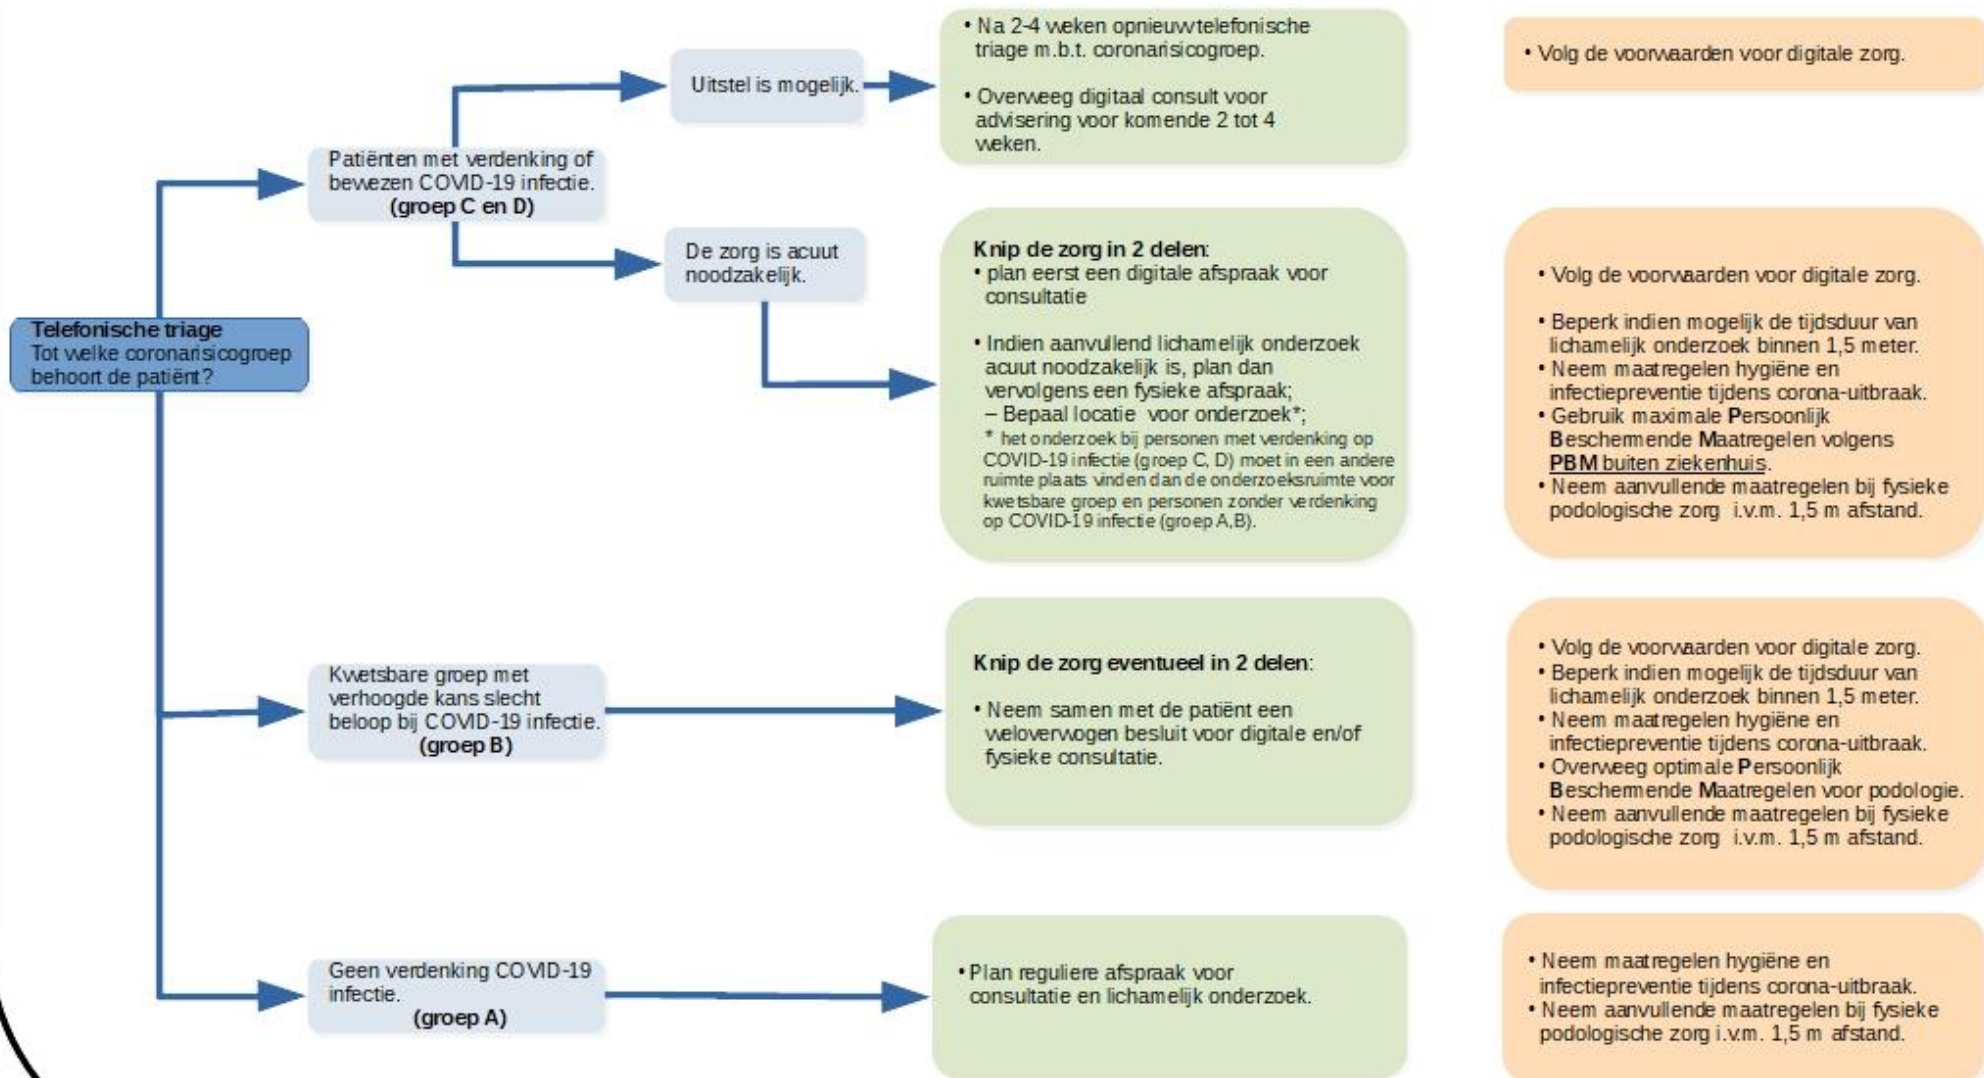 Telefonische triage
Tot welke coronarisicogroep
behoort de patiënt?
Patiënten met verdenking of
bewezen COVID-19 infectie.
(groep C en D)
Uitstel is mogelijk.
• Na 2-4 weken opnieuw telefonische
triage m.b.t. coronarisicogroep.
• Overweeg digitaal consult voor
advisering voor komende 2 tot 4
weken.
• Volg de voorwaarden voor digitale zorg.
De zorg is acuut
noodzakelijk.
Knip de zorg in 2 delen:
• plan eerst een digitale afspraak voor
consultatie
• Indien aanvullend lichamelijk onderzoek
acuut noodzakelijk is, plan dan
vervolgens een fysieke afspraak;
– Bepaal locatie voor onderzoek*;
* het onderzoek bij personen met verdenking op
COVID-19 infectie (groep C, D) moet in een andere
ruimte plaats vinden dan de onderzoeksruimte voor
kwetsbare groep en personen zonder verdenking
op COVID-19 infectie (groep A,B).
• Volg de voorwaarden voor digitale zorg.
• Beperk indien mogelijk de tijdsduur van
lichamelijk onderzoek binnen 1,5 meter.
• Neem maatregelen hygiëne en
infectiepreventie tijdens corona-uitbraak.
• Gebruik maximale Persoonlijk
Beschermende Maatregelen volgens
PBM buiten ziekenhuis.
• Neem aanvullende maatregelen bij fysieke
podologische zorg i.v.m. 1,5 m afstand.
Kwetsbare groep met
verhoogde kans slecht
beloop bij COVID-19 infectie.
(groep B)
Knip de zorg eventueel in 2 delen:
• Neem samen met de patiënt een
weloverwogen besluit voor digitale en/of
fysieke consultatie.
• Volg de voorwaarden voor digitale zorg.
• Beperk indien mogelijk de tijdsduur van
lichamelijk onderzoek binnen 1,5 meter.
• Neem maatregelen hygiëne en
infectiepreventie tijdens corona-uitbraak.
• Overweeg optimale Persoonlijk
Beschermende Maatregelen voor podologie.
• Neem aanvullende maatregelen bij fysieke
podologische zorg i.v.m. 1,5 m afstand.
Geen verdenking COVID-19
infectie.
(groep A)
• Plan reguliere afspraak voor
consultatie en lichamelijk onderzoek.
• Neem maatregelen hygiëne en
infectiepreventie tijdens corona-uitbraak.
• Neem aanvullende maatregelen bij fysieke
podologische zorg i.v.m. 1,5 m afstand.